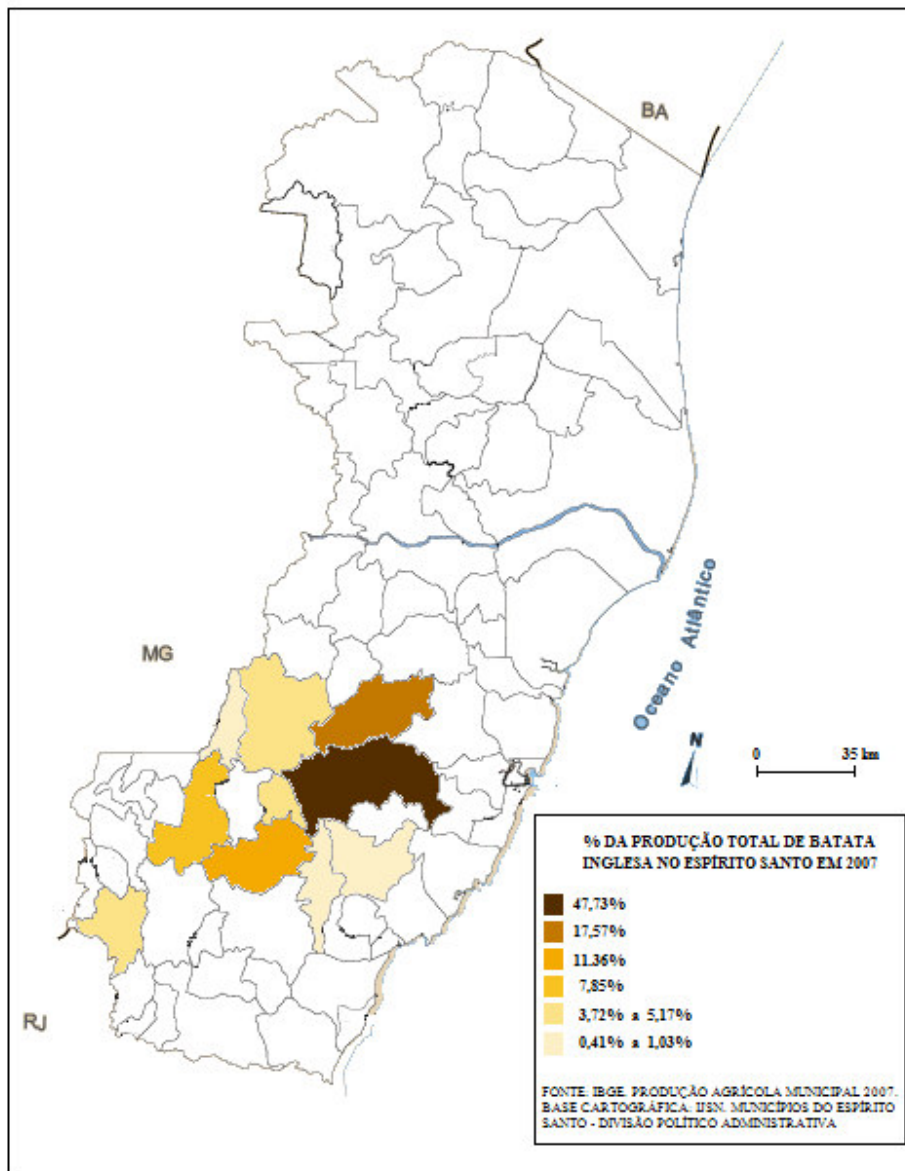 BA
MG
Oceano Atlântico
N
0 35 km
RJ
% DA PRODUÇÃO TOTAL DE BATATA
INGLESA NO ESPÍRITO SANTO EM 2007
47,73%
17,57%
11.36%
7,85%
3,72% a 5,17%
0,41% a 1,03%
FONTE. IBGE. PRODUÇÃO AGRÍCOLA MUNICIPAL 2007.
BASE CARTOGRÁFICA: IJSN. MUNICÍPIOS DO ESPÍRITO
SANTO - DIVISÃO POLÍTICO ADMINISTRATIVA